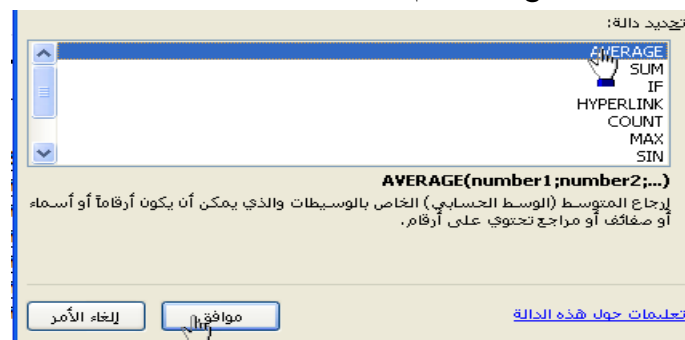 تحديد دالة:
AVERAGE
SUM
IF
HYPERLINK
COUNT
MAX
SIN
AVERAGE(number1;number2;...)
إرجاع المتوسط (الوسط الحسابي) الخاص بالوسيطات والذي يمكن أن يكون أرقاماً أو أسماء
أو صفائف أو مراجع تحتوي على أرقام.
تعليمات حول هذه الدالة
موافق
إلغاء الأمر